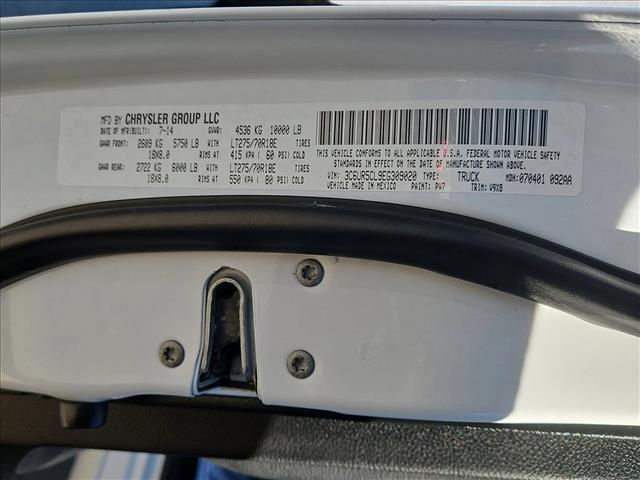 MFD BY CHRYSLER GROUP LLC
DATE OF MFR(BUILT): 7-14 GVWR: 4536 KG 10000 LB
GAWR FRONT: 2609 KG 5750 LB LT275/70R18E TIRES
18X8.0 RIMS AT 415 KPA ( 60 PSI) COLD
GAWR REAR: 2722 KG 6000 LB LT275/70R18E TIRES
18X8.0 RIMS AT 550 KPA ( 80 PSI) COLD
THIS VEHICLE CONFORMS TO ALL APPLICABLE U.S.A. FEDERAL MOTOR VEHICLE SAFETY
STANDARDS IN EFFECT ON THE DATE OF MANUFACTURE SHOWN ABOVE.
VIN: 3C6UR5CL9EG309020 TYPE: TRUCK MDH:070401 092AA
VEHICLE MADE IN MEXICO PAINT: PW7 TRIM: V9X8